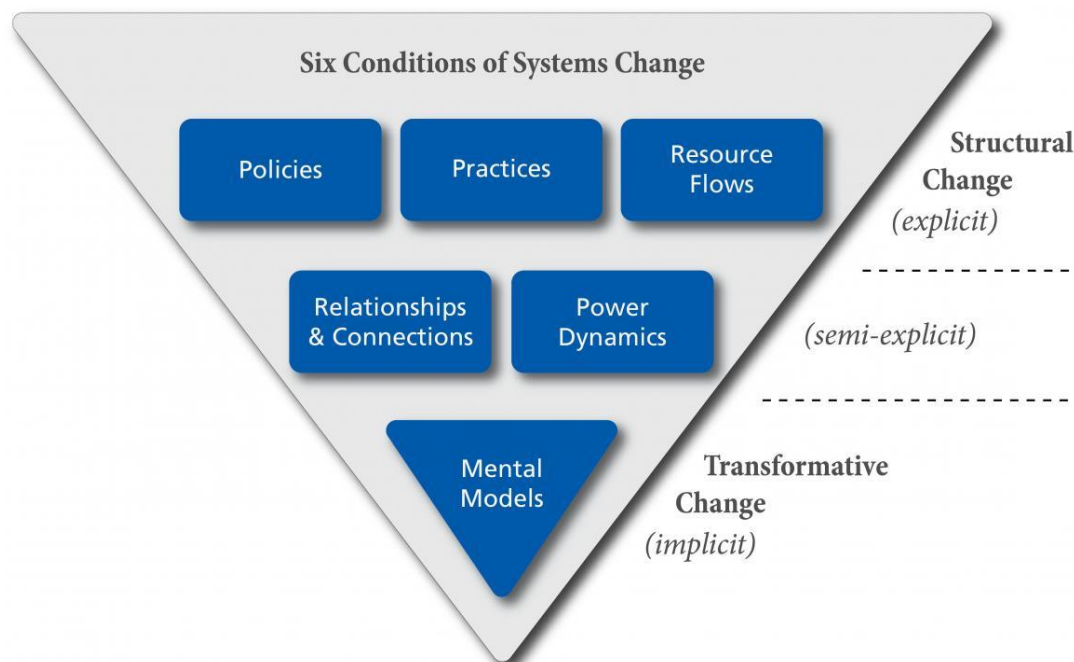 Six Conditions of Systems Change
Policies
Practices
Resource
Flows
Structural
Change
(explicit)
Relationships
& Connections
Power
Dynamics
(semi-explicit)
Mental
Models
Transformative
Change
(implicit)